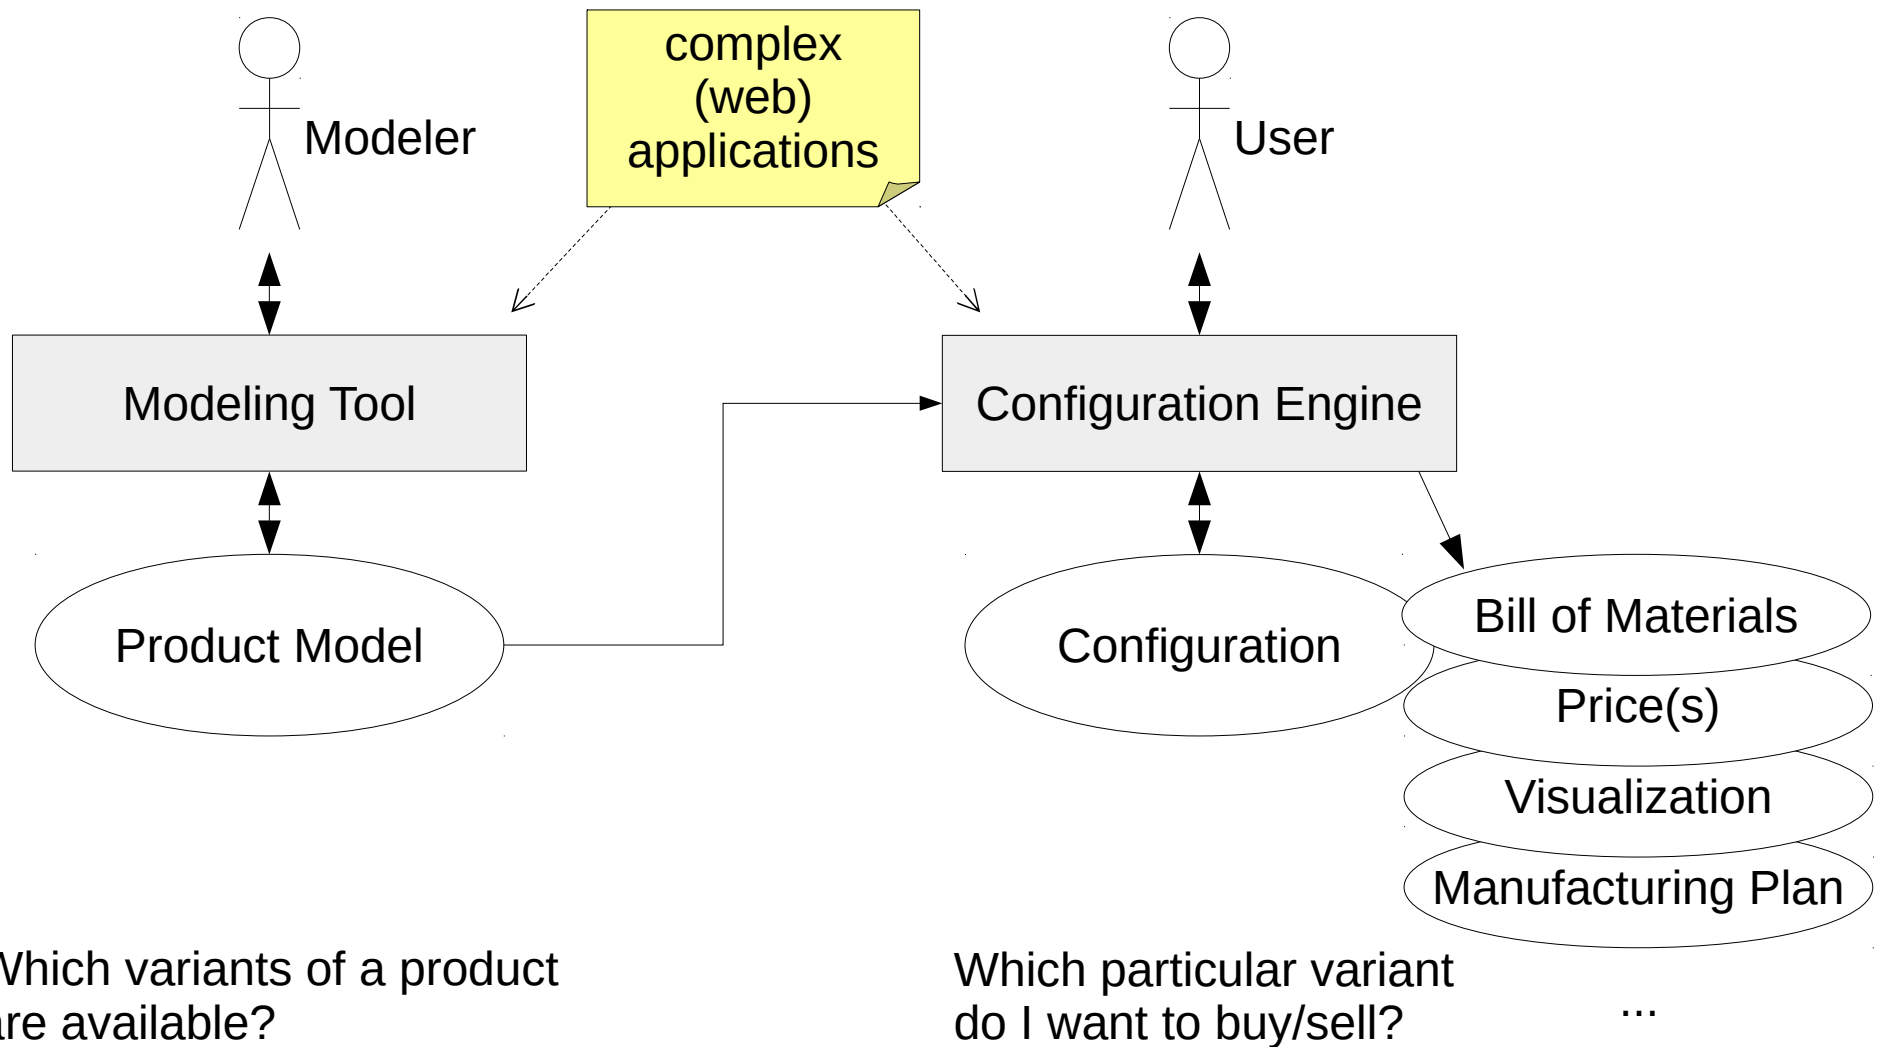 complex
(web)
applications
Modeler
User
Modeling Tool
Configuration Engine
Product Model
Configuration
Bill of Materials
Price(s)
Visualization
Manufacturing Plan
Which variants of a product
are available?
Which particular variant
do I want to buy/sell?
...